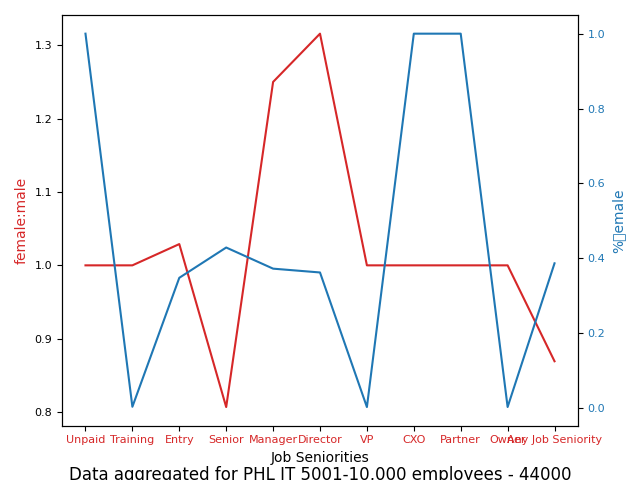 1.3
1.2
1.1
1.0
0.9
0.8
female:male
1.0
0.8
0.6
0.4
0.2
0.0
%▯emale
Unpaid Training Entry Senior Manager Director VP CXO Partner Owner Any Job Seniority
Job Seniorities
Data aggregated for PHL IT 5001-10,000 employees - 44000